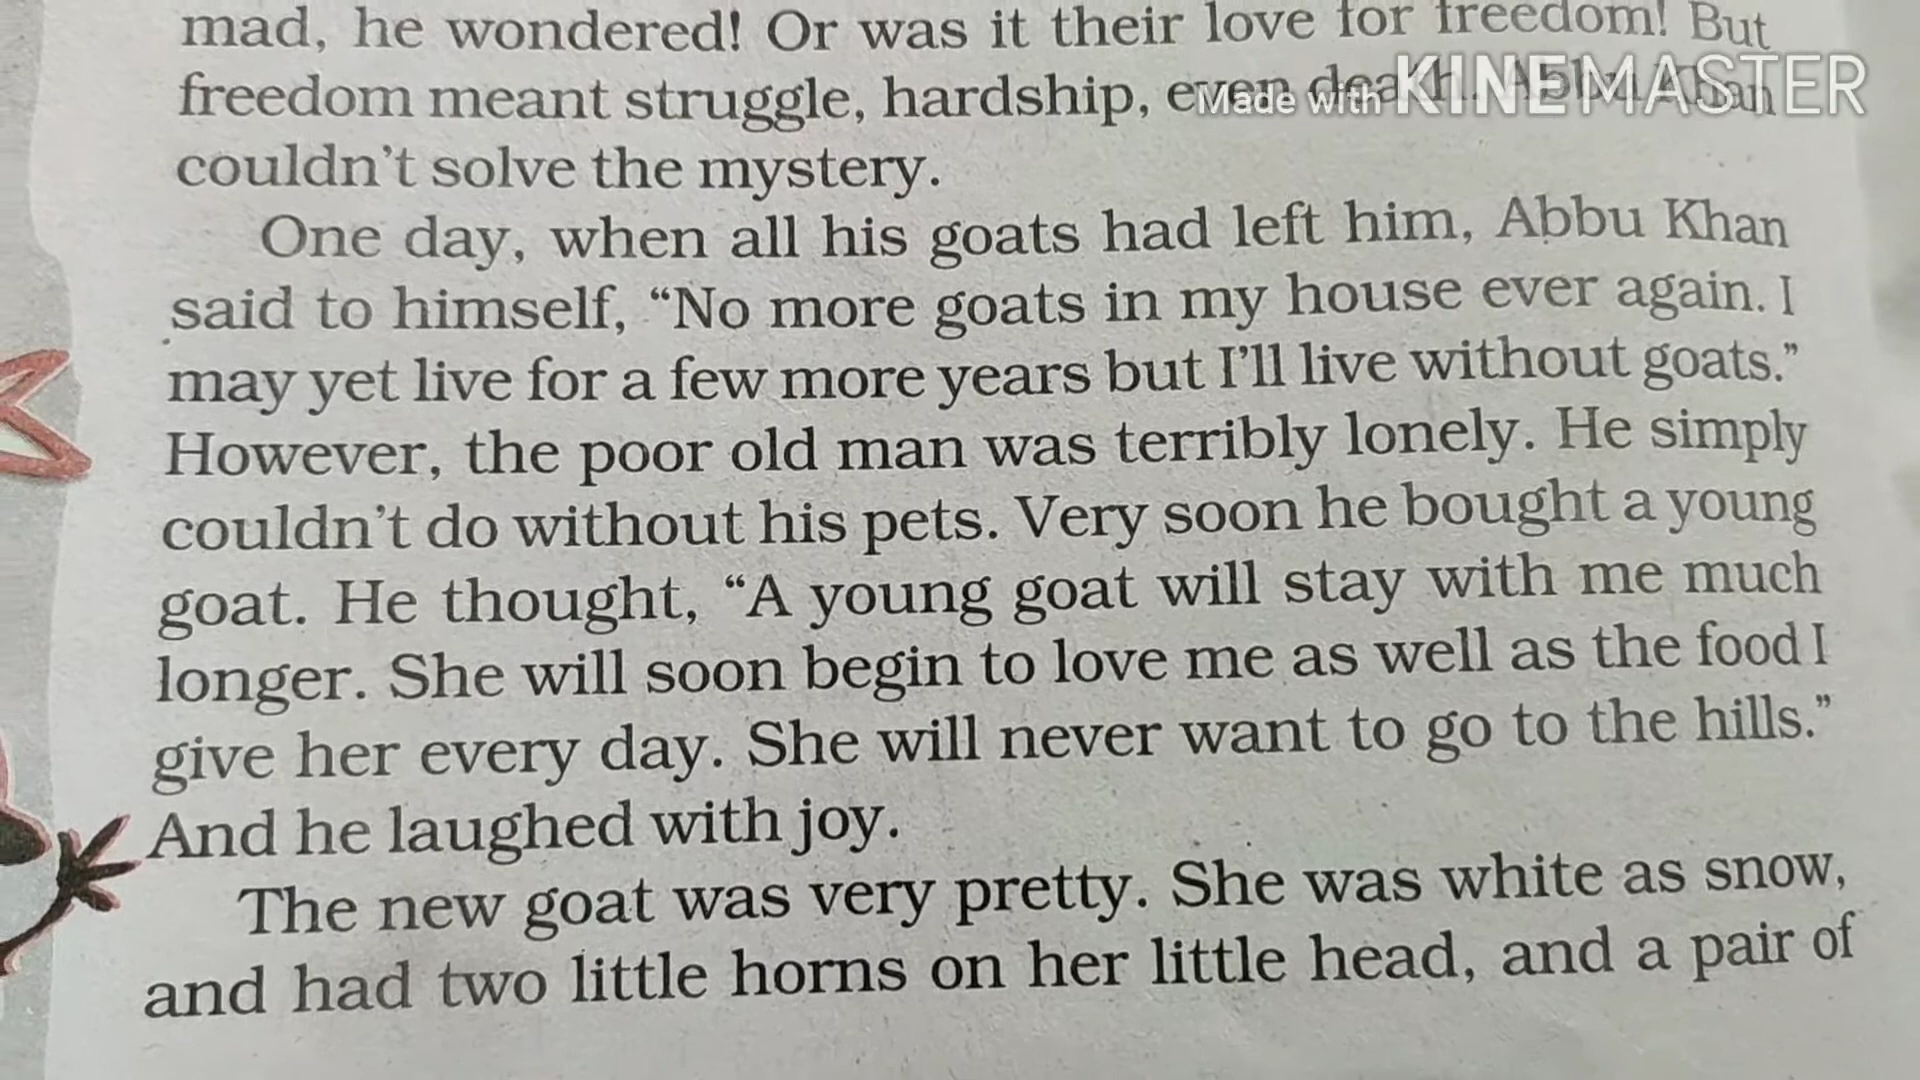 mad, he wondered! Or was it their love for freedom! But
freedom meant struggle, hardship, even death. Abbu Khan
Made with KINEMASTER
couldn't solve the mystery.
One day, when all his goats had left him, Abbu Khan
said to himself, “No more goats in my house ever again. I
may yet live for a few more years but I'll live without goats.”
However, the poor old man was terribly lonely. He simply
couldn't do without his pets. Very soon he bought a young
goat. He thought, “A young goat will stay with me much
longer. She will soon begin to love me as well as the food I
give her every day. She will never want to go to the hills.”
And he laughed with joy.
The new goat was very pretty. She was white as snow,
and had two little horns on her little head, and a pair of